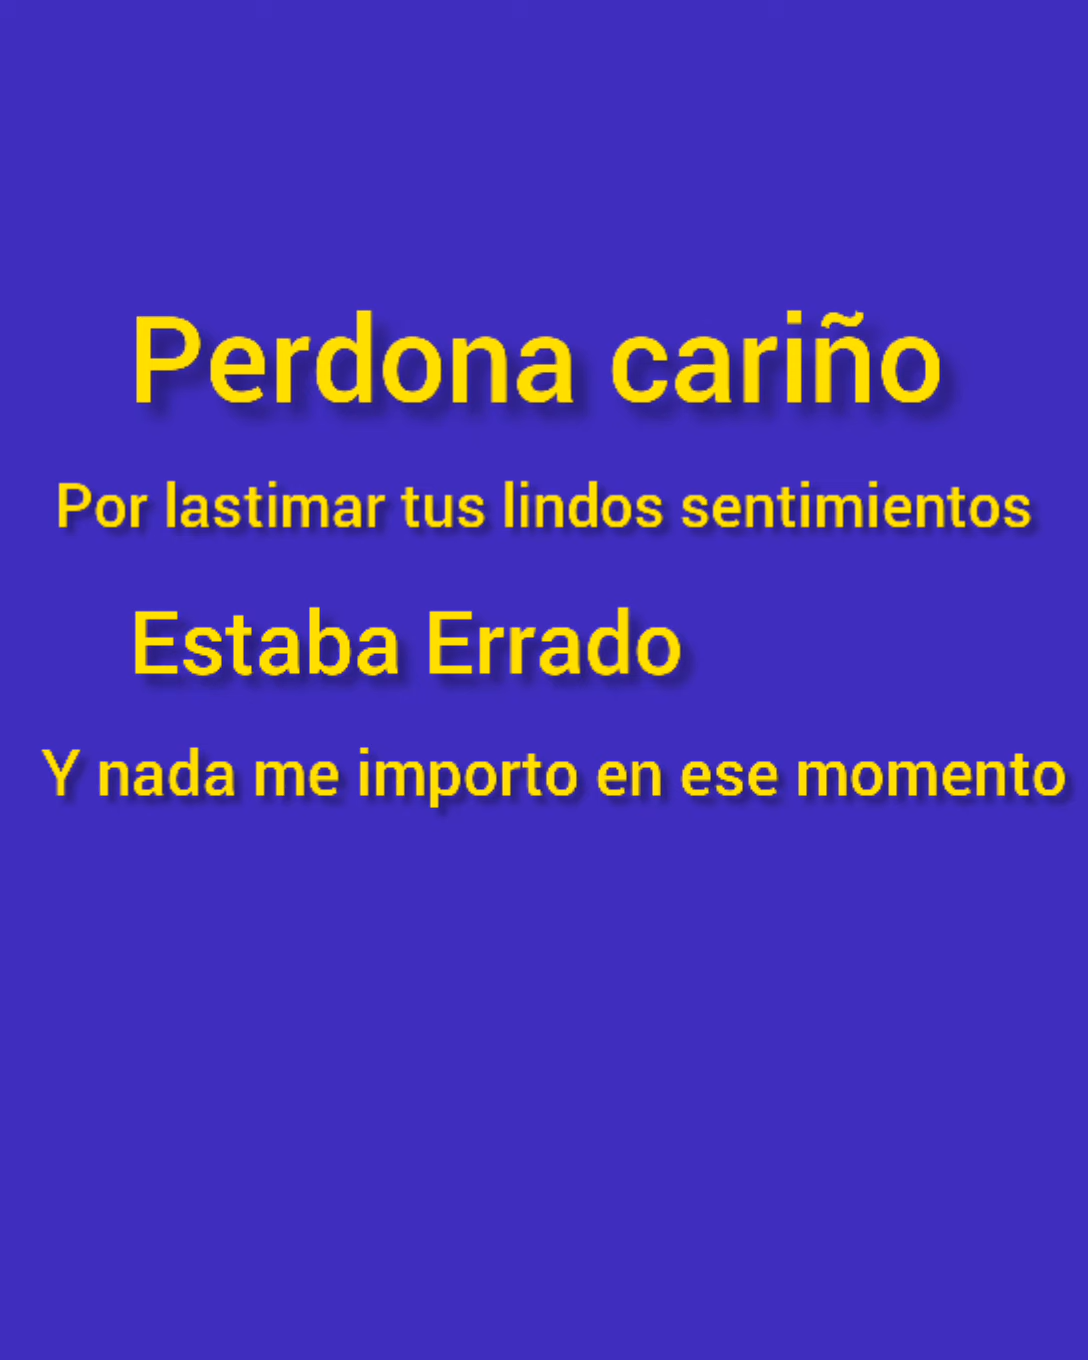 Perdona cariño
Por lastimar tus lindos sentimientos
Estaba Errado
Y nada me importo en ese momento